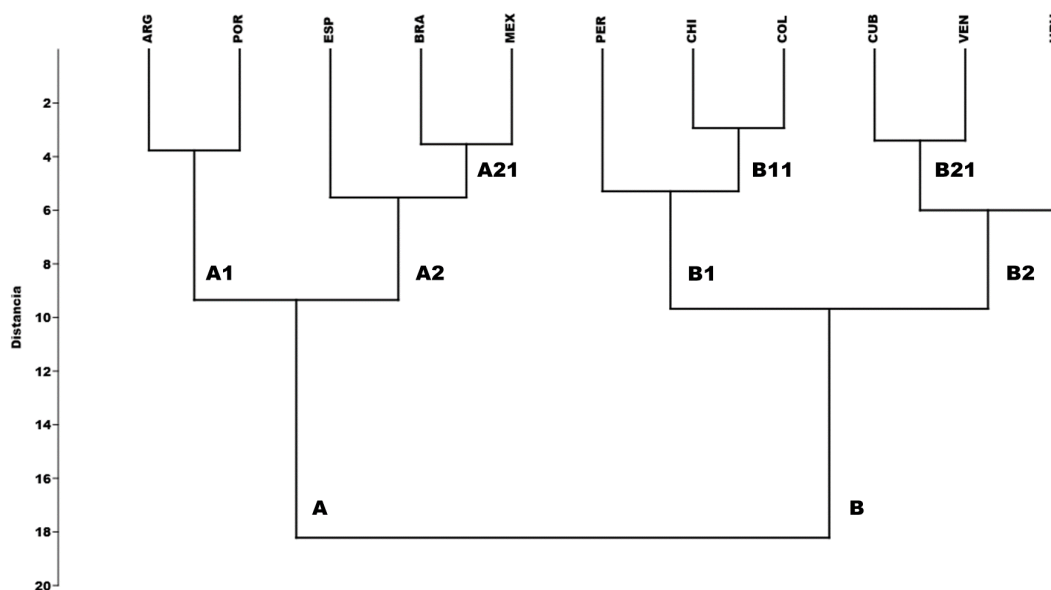 ARG POR ESP BRA MEX PER CHI COL CUB VEN
2
4
A21 B11 B21
6
8
A1 A2 B1 B2
10
Distancia
12
14
16
A B
18
20